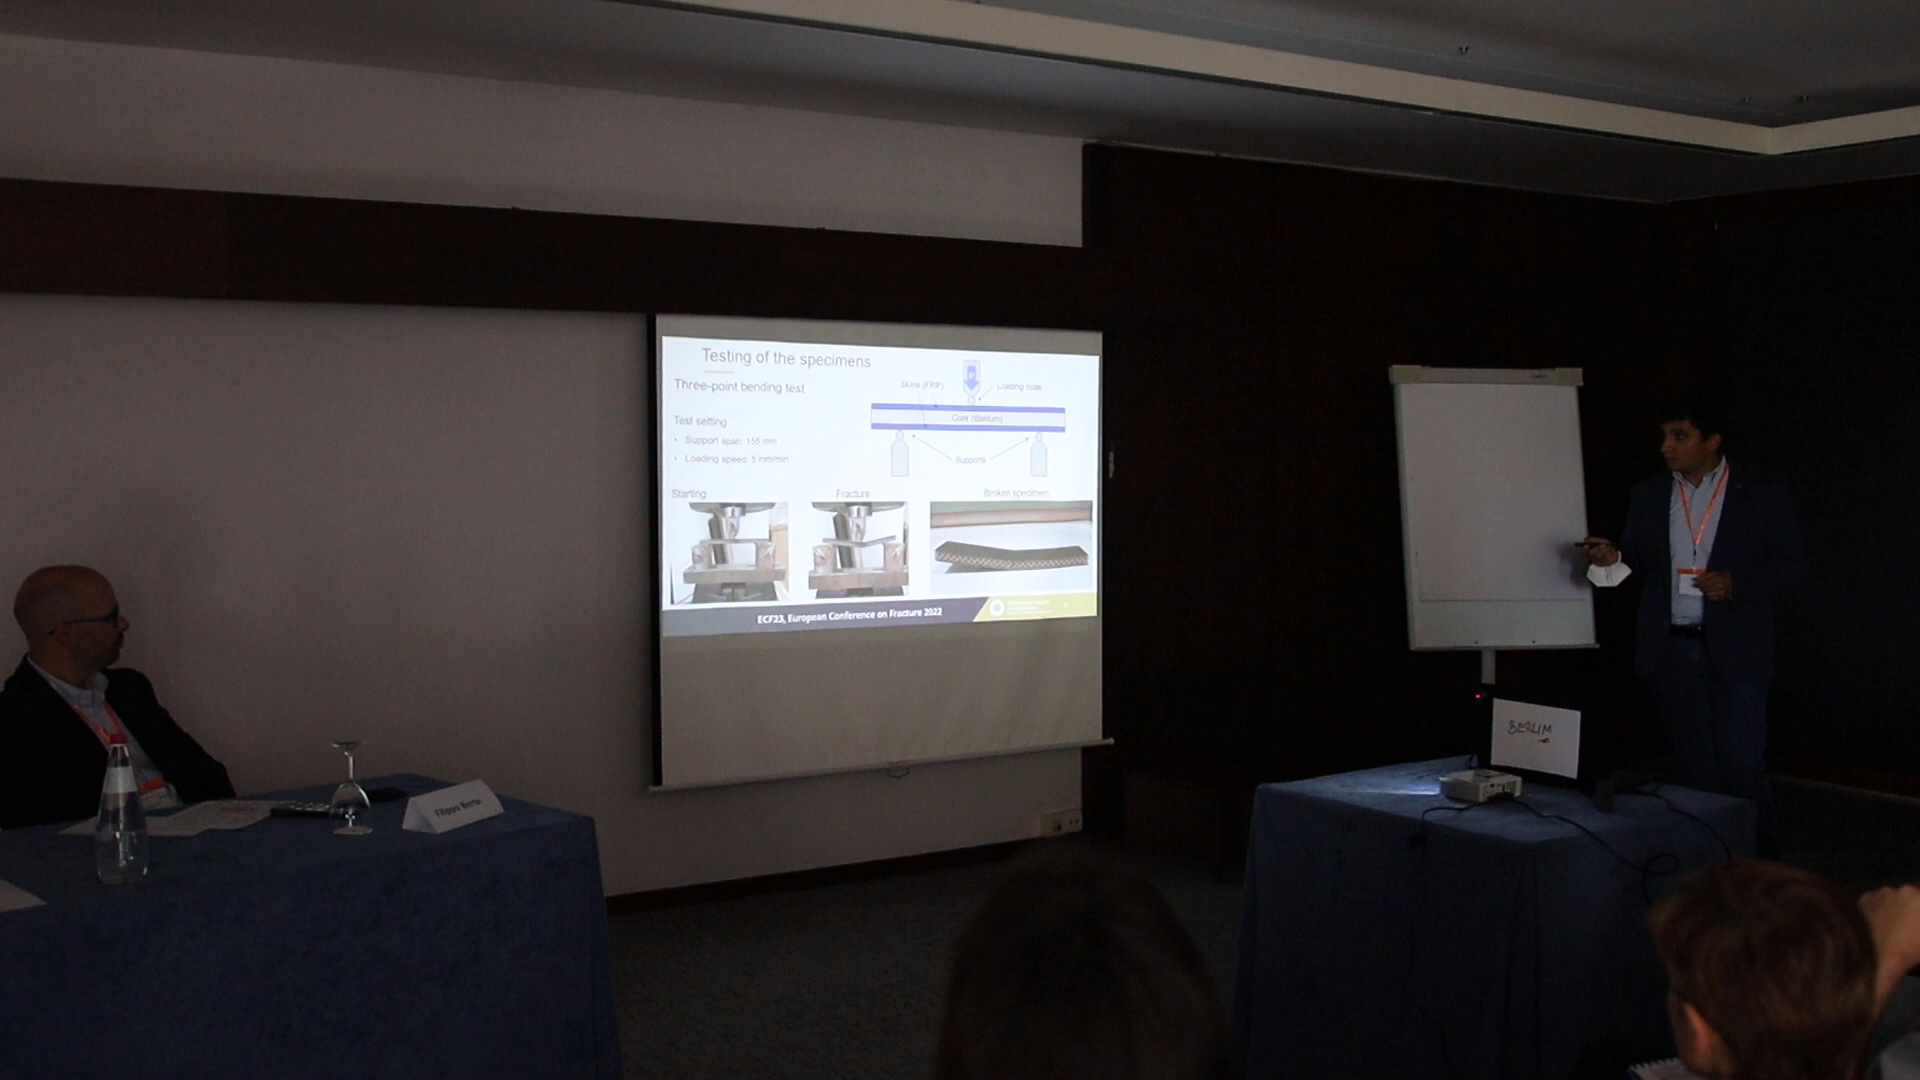 Testing of the specimens
Three-point bending test
Test setting
• Support span: 155 mm
• Loading speed: 5 mm/min
P
Skins (FRP)
Loading nose
Core (titanium)
Supports
Starting
Fracture
Broken specimen
ECF23, European Conference on Fracture 2022
Filippo Berto
BERLIM